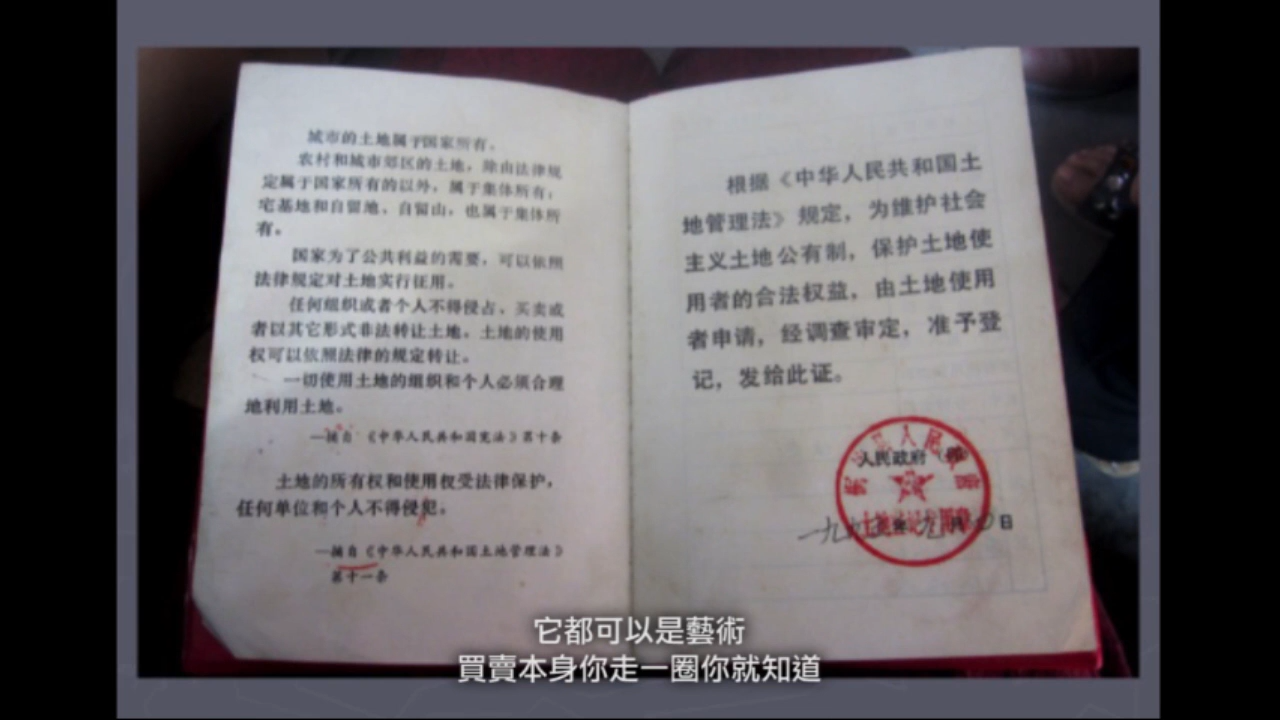 城市的土地属于国家所有。
农村和城市郊区的土地，除由法律规
定属于国家所有的以外，属于集体所有；
宅基地和自留地、自留山，也属于集体所
有。
国家为了公共利益的需要，可以依照
法律规定对土地实行征用。
任何组织或者个人不得侵占、买卖或
者以其它形式非法转让土地。土地的使用
权可以依照法律的规定转让。
一切使用土地的组织和个人必须合理
地利用土地。
—摘自《中华人民共和国宪法》第十条
土地的所有权和使用权受法律保护，
任何单位和个人不得侵犯。
—摘自《中华人民共和国土地管理法》
第十一条
根据《中华人民共和国土
地管理法》规定，为维护社会
主义土地公有制，保护土地使
用者的合法权益，由土地使用
者申请，经调查审定，准予登
记，发给此证。
人民政府
一九 年九月 日
它都可以是藝術
買賣本身你走一圈你就知道